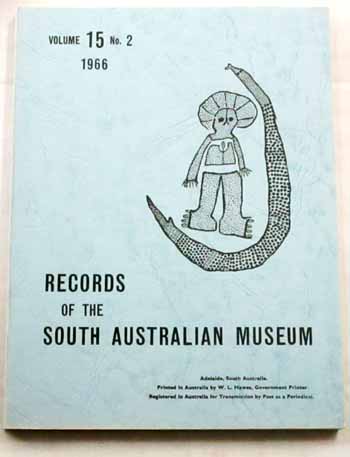 VOLUME 15 No. 2
1966
RECORDS
OF THE
SOUTH AUSTRALIAN MUSEUM
Adelaide, South Australia.
Printed in Australia by W. L. Hawes, Government Printer.
Registered in Australia for Transmission by Post as a Periodical.